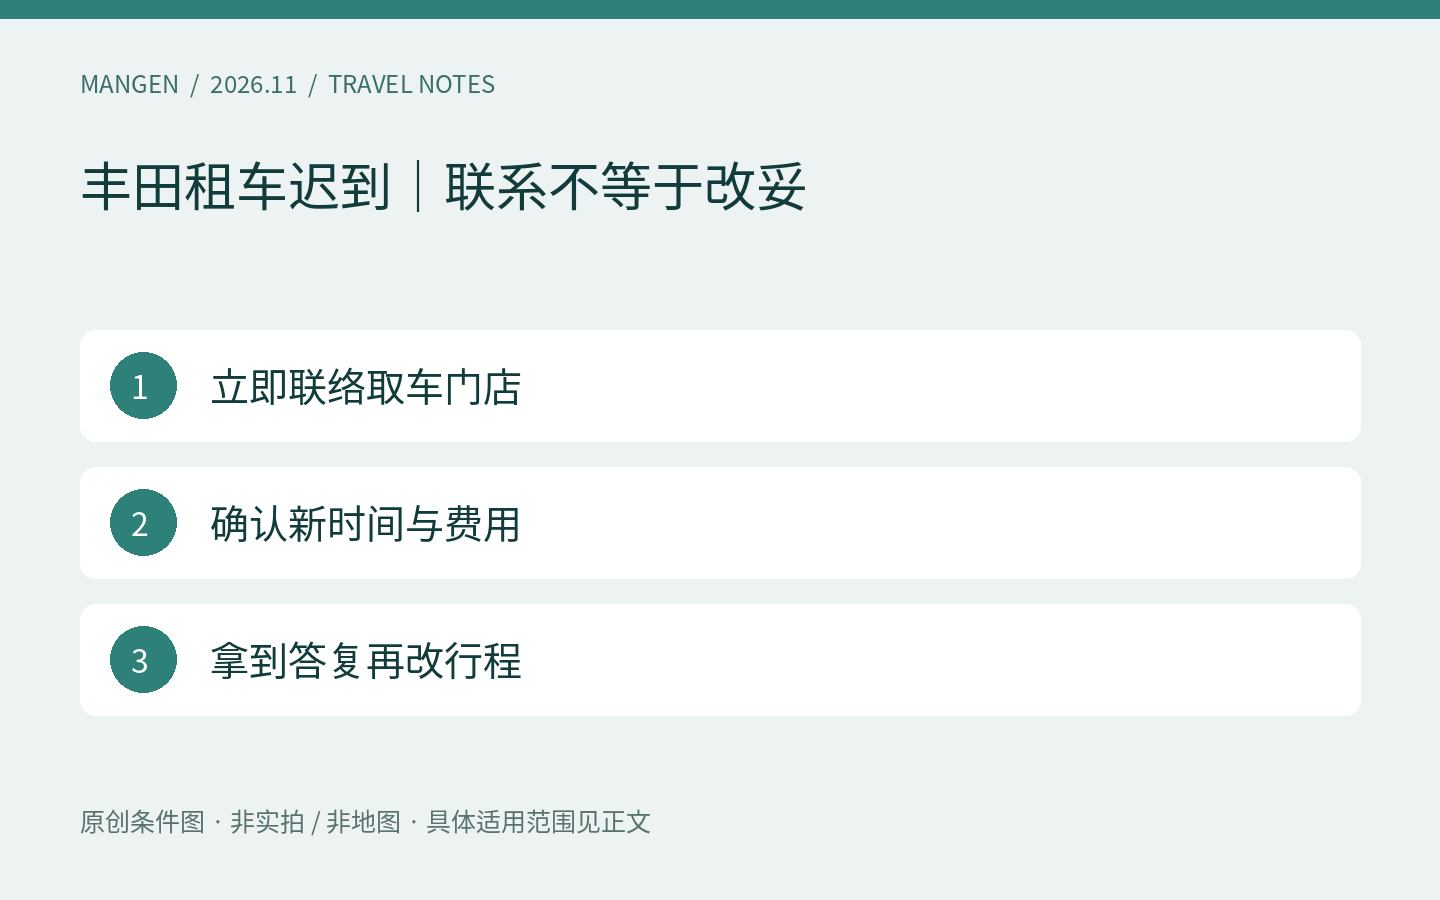 MANGEN / 2026.11 / TRAVEL NOTES
丰田租车迟到｜联系不等于改妥
1 立即联络取车门店
2 确认新时间与费用
3 拿到答复再改行程
原创条件图 · 非实拍 / 非地图 · 具体适用范围见正文